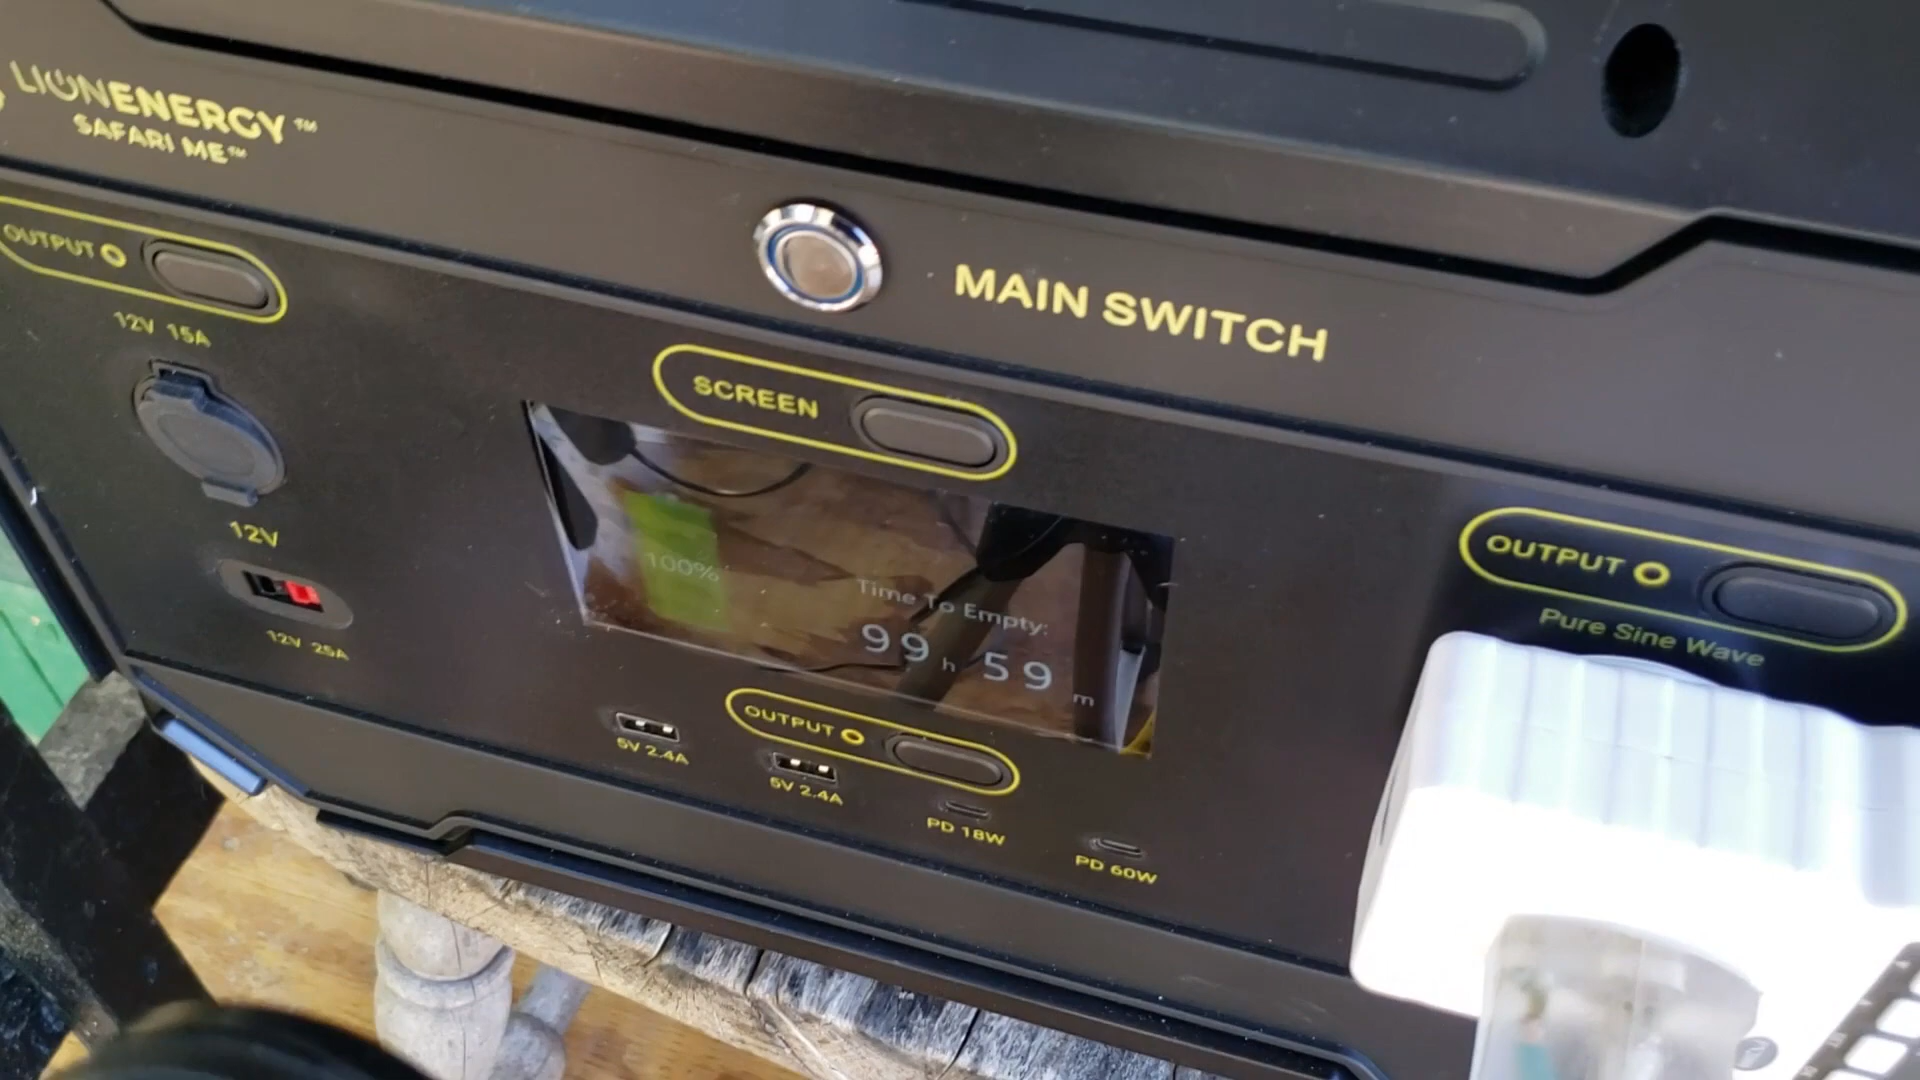 LIONENERGY™
SAFARI ME™
MAIN SWITCH
OUTPUT
12V 15A
SCREEN
12V
12V 25A
100%
Time To Empty:
99 h 59 m
OUTPUT
5V 2.4A
5V 2.4A
PD 18W
PD 60W
OUTPUT
Pure Sine Wave